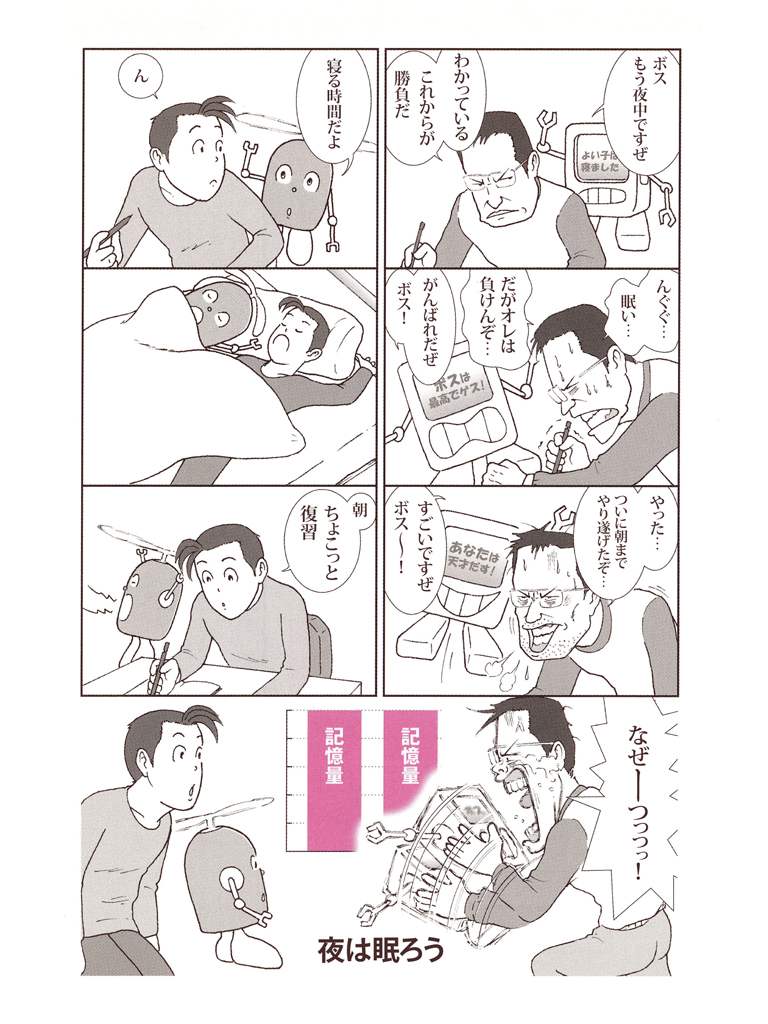 ボス
もう夜中ですぜ
よい子は
寝ました
わかっている
これからが
勝負だ
んぐぐ…
眠い…
だがオレは
負けんぞ…
がんばれだぜ
ボス！
ボスは
最高でゲス！
やった…
ついに朝まで
やり遂げたぞ…
あなたは
天才だす！
すごいですぜ
ボス〜！
寝る時間だよ
ん
朝
ちょこっと
復習
なぜーつっつっ！
記憶量
記憶量
夜は眠ろう